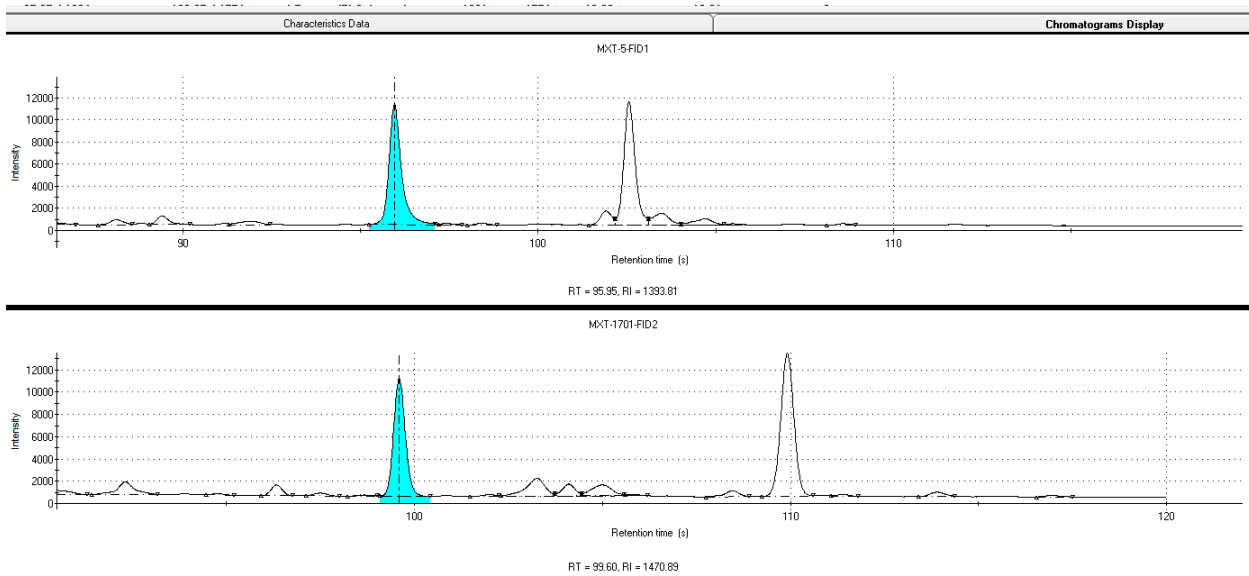 Characteristics Data Chromatograms Display
MXT-5-FID1
12000
10000
8000
6000
4000
2000
0
Intensity
90 100 110
Retention time (s)
RT = 95.95, RI = 1393.81
MXT-1701-FID2
12000
10000
8000
6000
4000
2000
0
Intensity
100 110 120
Retention time (s)
RT = 99.60, RI = 1470.89